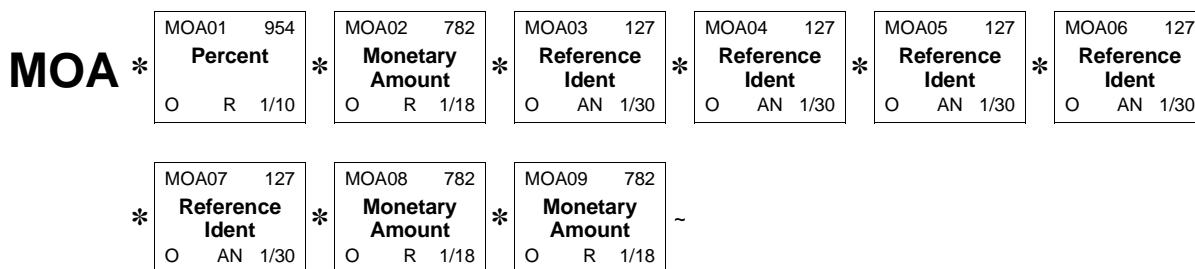 MOA01 954 MOA02 782 MOA03 127 MOA04 127 MOA05 127 MOA06 127
MOA * Percent * Monetary Amount * Reference Ident * Reference Ident * Reference Ident * Reference Ident
O R 1/10 O R 1/18 O AN 1/30 O AN 1/30 O AN 1/30 O AN 1/30
MOA07 127 MOA08 782 MOA09 782
* Reference Ident * Monetary Amount * Monetary Amount ~
O AN 1/30 O R 1/18 O R 1/18